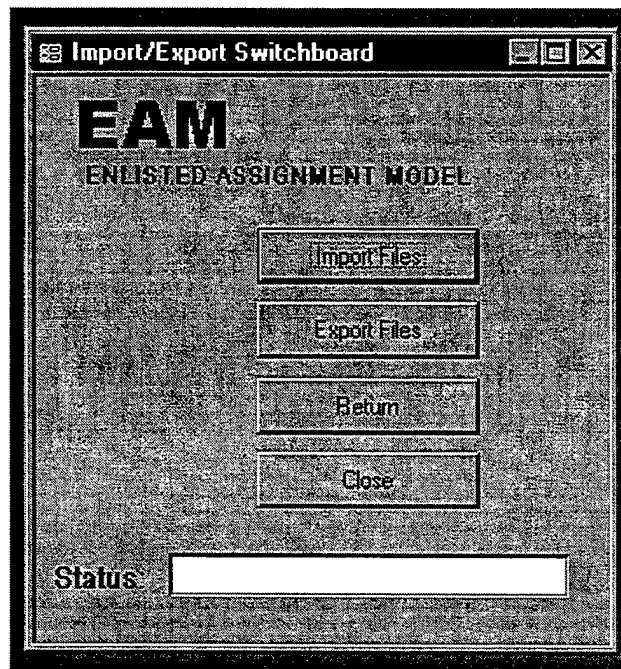 Import/Export Switchboard
EAM
ENLISTED ASSIGNMENT MODEL
Import Files
Export Files
Return
Close
Status